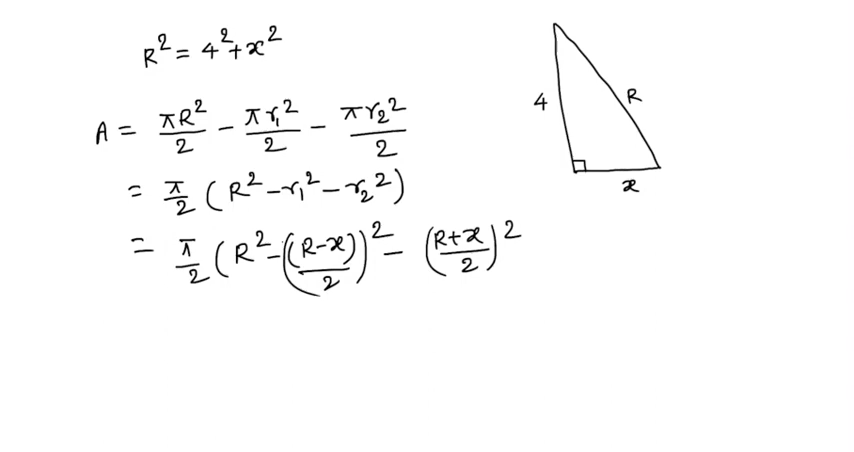 R² = 4² + x²
A = πR²/2 − πr₁²/2 − πr₂²/2
= π/2 (R² − r₁² − r₂²)
= π/2 (R² − ((R−x)/2)² − ((R+x)/2)²
4
R
x